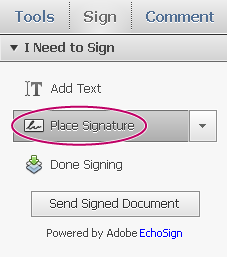 Tools Sign Comment
I Need to Sign
Add Text
Place Signature
Done Signing
Send Signed Document
Powered by Adobe EchoSign